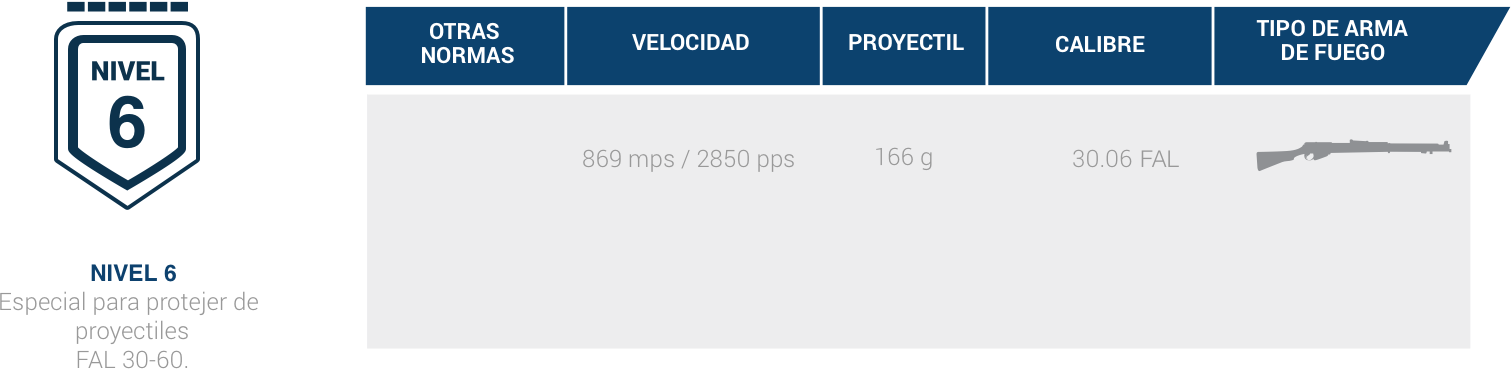 NIVEL
6
NIVEL 6
Especial para protejer de
proyectiles
FAL 30-60.
OTRAS
NORMAS
VELOCIDAD
PROYECTIL
CALIBRE
TIPO DE ARMA
DE FUEGO
869 mps / 2850 pps
166 g
30.06 FAL